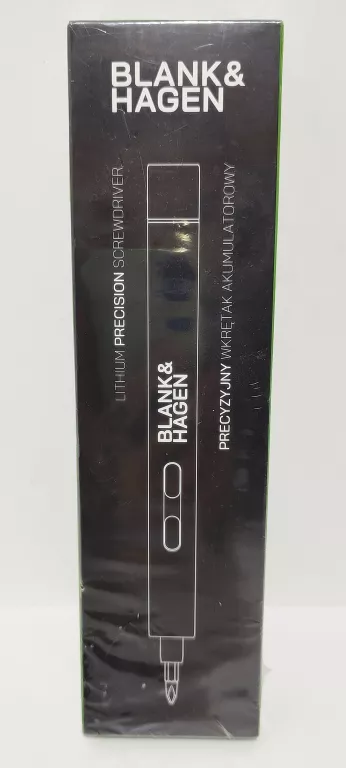 BLANK&
HAGEN
LITHIUM PRECISION SCREWDRIVER
PRECYZYJNY WKRĘTAK AKUMULATOROWY
BLANK&
HAGEN